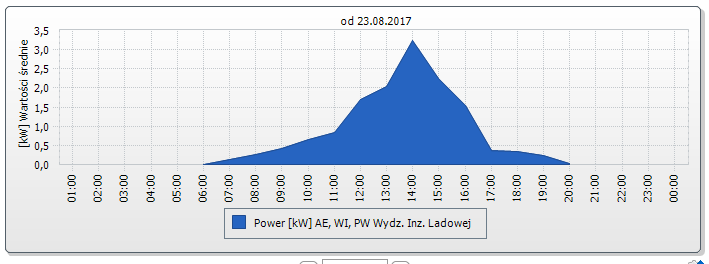 od 23.08.2017
[kW] Wartości średnie
3,5
3,0
2,5
2,0
1,5
1,0
0,5
0,0
01:00 02:00 03:00 04:00 05:00 06:00 07:00 08:00 09:00 10:00 11:00 12:00 13:00 14:00 15:00 16:00 17:00 18:00 19:00 20:00 21:00 22:00 23:00 00:00
Power [kW] AE, WI, PW Wydz. Inz. Ladowej